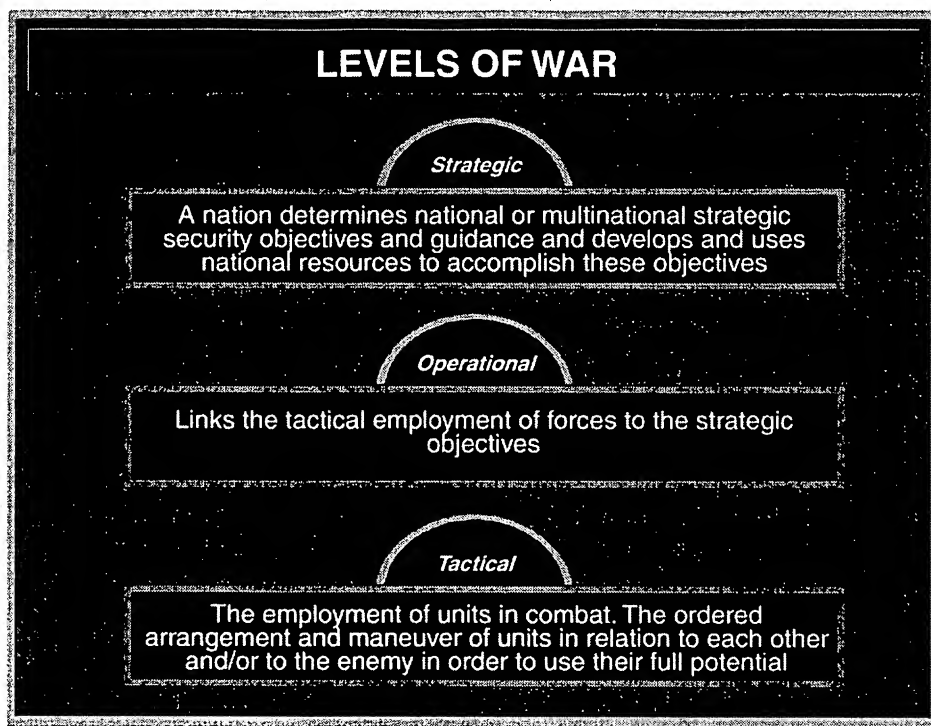 LEVELS OF WAR
Strategic
A nation determines national or multinational strategic
security objectives and guidance and develops and uses
national resources to accomplish these objectives
Operational
Links the tactical employment of forces to the strategic
objectives
Tactical
The employment of units in combat. The ordered
arrangement and maneuver of units in relation to each other
and/or to the enemy in order to use their full potential